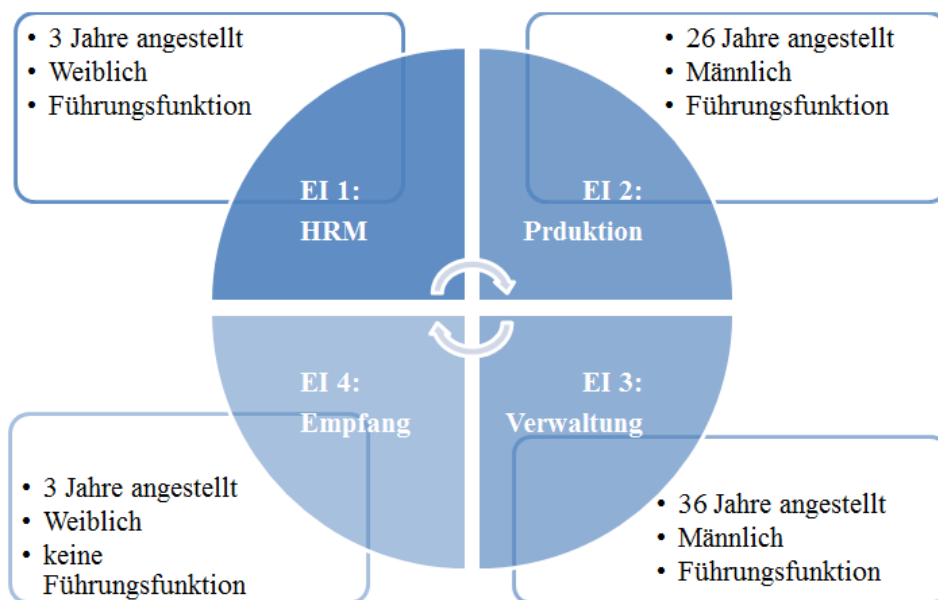 • 3 Jahre angestellt
• Weiblich
• Führungsfunktion
• 26 Jahre angestellt
• Männlich
• Führungsfunktion
EI 1:
HRM
EI 2:
Prduktion
EI 4:
Empfang
EI 3:
Verwaltung
• 3 Jahre angestellt
• Weiblich
• keine
Führungsfunktion
• 36 Jahre angestellt
• Männlich
• Führungsfunktion